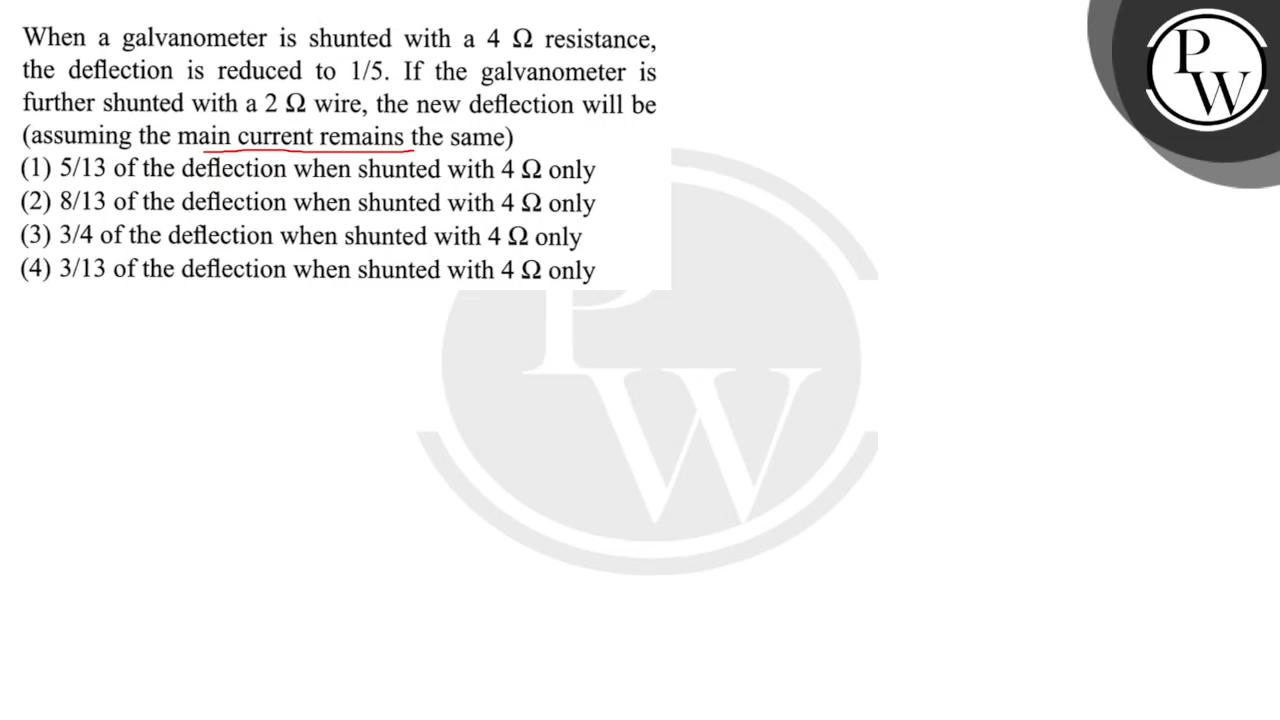 When a galvanometer is shunted with a 4 Ω resistance,
the deflection is reduced to 1/5. If the galvanometer is
further shunted with a 2 Ω wire, the new deflection will be
(assuming the main current remains the same)
(1) 5/13 of the deflection when shunted with 4 Ω only
(2) 8/13 of the deflection when shunted with 4 Ω only
(3) 3/4 of the deflection when shunted with 4 Ω only
(4) 3/13 of the deflection when shunted with 4 Ω only
P
W
P
W